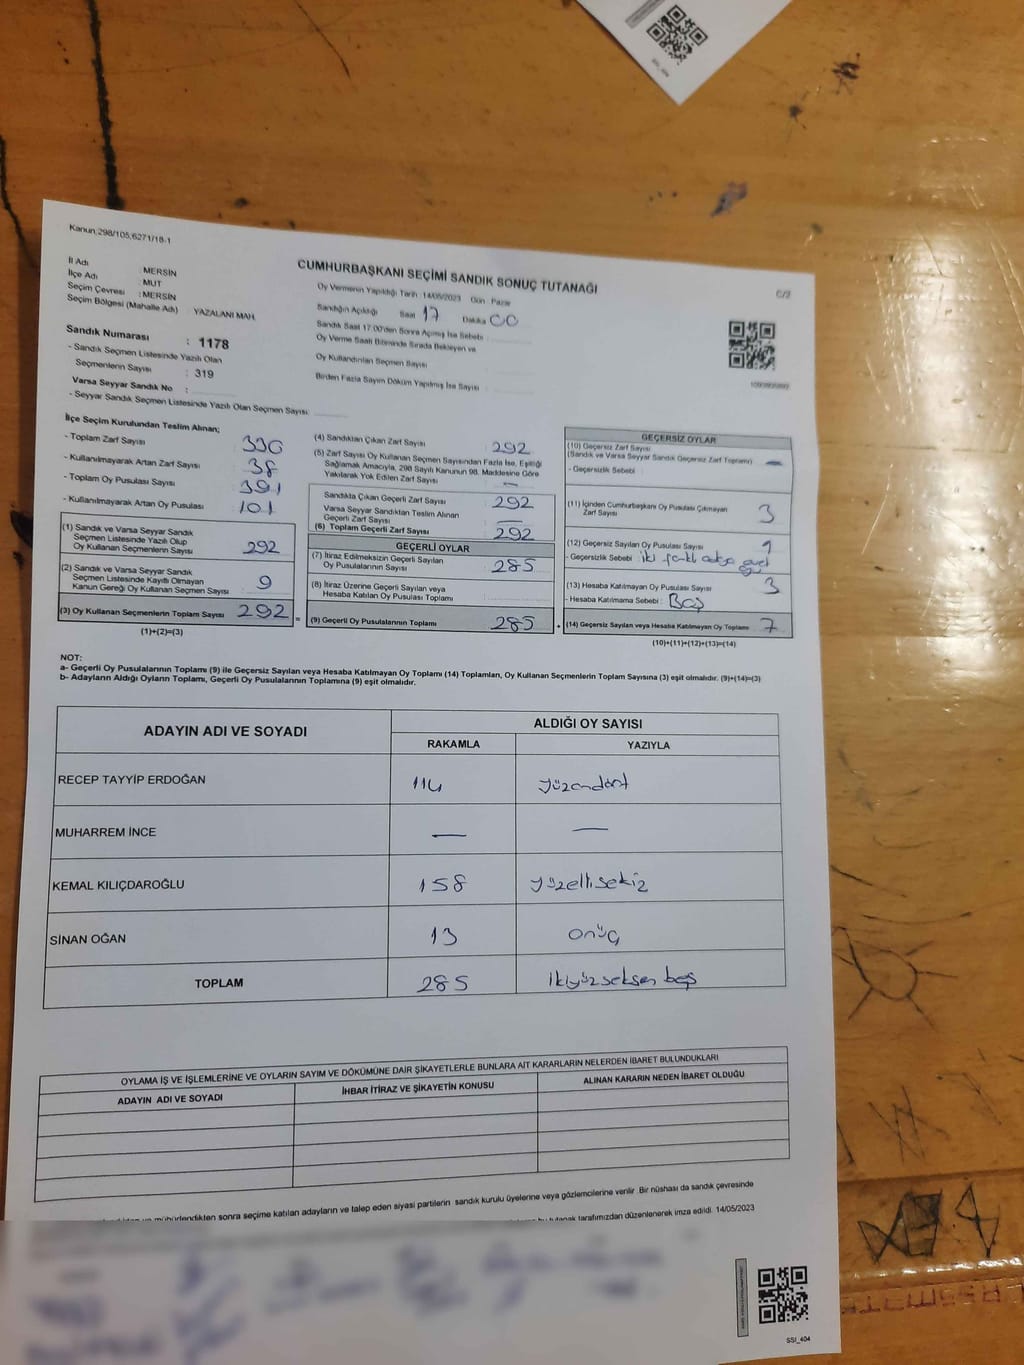 Kanun:298/105;6271/18-1
CUMHURBAŞKANI SEÇİMİ SANDIK SONUÇ TUTANAĞI
C/2
İl Adı : MERSİN
İlçe Adı : MUT
Seçim Çevresi : MERSİN
Seçim Bölgesi (Mahalle Adı) : YAZALANI MAH.
Sandık Numarası : 1178
- Sandık Seçmen Listesinde Yazılı Olan
Seçmenlerin Sayısı : 319
Varsa Seyyar Sandık No :
- Seyyar Sandık Seçmen Listesinde Yazılı Olan Seçmen Sayısı
Oy Vermenin Yapıldığı Tarih :14/05/2023 Gün : Pazar
Sandığın Açıldığı Saat 17 Dakika 00
Sandık Saat 17:00'den Sonra Açılmış İse Sebebi
Oy Verme Saati Bitiminde Sırada Bekleyen ve
Oy Kullandırılan Seçmen Sayısı
Birden Fazla Sayım Döküm Yapılmış İse Sayısı
İlçe Seçim Kurulundan Teslim Alınan;
- Toplam Zarf Sayısı 330
- Kullanılmayarak Artan Zarf Sayısı 38
- Toplam Oy Pusulası Sayısı 391
- Kullanılmayarak Artan Oy Pusulası 101
(1) Sandık ve Varsa Seyyar Sandık
Seçmen Listesinde Yazılı Olup
Oy Kullanan Seçmenlerin Sayısı 292
(2) Sandık ve Varsa Seyyar Sandık
Seçmen Listesinde Kayıtlı Olmayan
Kanun Gereği Oy Kullanan Seçmen Sayısı 9
(3) Oy Kullanan Seçmenlerin Toplam Sayısı 292 =
(1)+(2)=(3)
(4) Sandıktan Çıkan Zarf Sayısı : 292
(5) Zarf Sayısı Oy Kullanan Seçmen Sayısından Fazla İse, Eşitliği
Sağlamak Amacıyla, 298 Sayılı Kanunun 98. Maddesine Göre
Yakılarak Yok Edilen Zarf Sayısı —
Sandıkta Çıkan Geçerli Zarf Sayısı 292
Varsa Seyyar Sandıktan Teslim Alınan
Geçerli Zarf Sayısı —
(6) Toplam Geçerli Zarf Sayısı 292
GEÇERLİ OYLAR
(7) İtiraz Edilmeksizin Geçerli Sayılan
Oy Pusulalarının Sayısı 285
(8) İtiraz Üzerine Geçerli Sayılan veya
Hesaba Katılan Oy Pusulası Toplamı
(9) Geçerli Oy Pusulalarının Toplamı 285 +
GEÇERSİZ OYLAR
(10) Geçersiz Zarf Sayısı
(Sandık ve Varsa Seyyar Sandık Geçersiz Zarf Toplamı) —
- Geçersizlik Sebebi :
(11) İçinden Cumhurbaşkanı Oy Pusulası Çıkmayan
Zarf Sayısı 3
(12) Geçersiz Sayılan Oy Pusulası Sayısı 1
- Geçersizlik Sebebi : iki farklı
(13) Hesaba Katılmayan Oy Pusulası Sayısı 3
- Hesaba Katılmama Sebebi : Boş
(14) Geçersiz Sayılan veya Hesaba Katılmayan Oy Toplamı 7
(10)+(11)+(12)+(13)=(14)
NOT:
a- Geçerli Oy Pusulalarının Toplamı (9) ile Geçersiz Sayılan veya Hesaba Katılmayan Oy Toplamı (14) Toplamları, Oy Kullanan Seçmenlerin Toplam Sayısına (3) eşit olmalıdır. (9)+(14)=(3)
b- Adayların Aldığı Oyların Toplamı, Geçerli Oy Pusulalarının Toplamına (9) eşit olmalıdır.
ADAYIN ADI VE SOYADI
ALDIĞI OY SAYISI
RAKAMLA YAZIYLA
RECEP TAYYİP ERDOĞAN 114 yüzondört
MUHARREM İNCE — —
KEMAL KILIÇDAROĞLU 158 yüzellisekiz
SİNAN OĞAN 13 onüç
TOPLAM 285 ikiyüzseksen beş
OYLAMA İŞ VE İŞLEMLERİNE VE OYLARIN SAYIM VE DÖKÜMÜNE DAİR ŞİKAYETLERLE BUNLARA AİT KARARLARIN NELERDEN İBARET BULUNDUKLARI
ADAYIN ADI VE SOYADI İHBAR İTİRAZ VE ŞİKAYETİN KONUSU ALINAN KARARIN NEDEN İBARET OLDUĞU
mühürlendikten sonra seçime katılan adayların ve talep eden siyasi partilerin sandık kurulu üyelerine veya gözlemcilerine verilir. Bir nüshası da sandık çevresinde
bu tutanak tarafımızdan düzenlenerek imza edildi. 14/05/2023
SSI_404